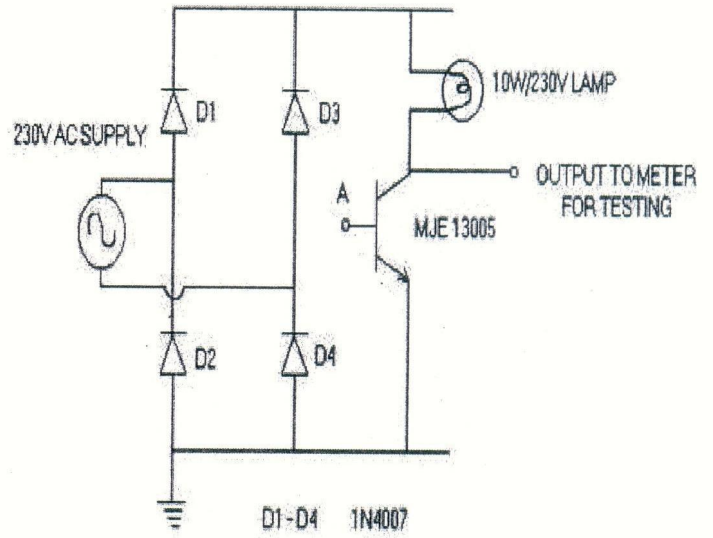 10W/230V LAMP
D1
D3
230V AC SUPPLY
A
OUTPUT TO METER
FOR TESTING
MJE 13005
D2
D4
D1-D4 1N4007